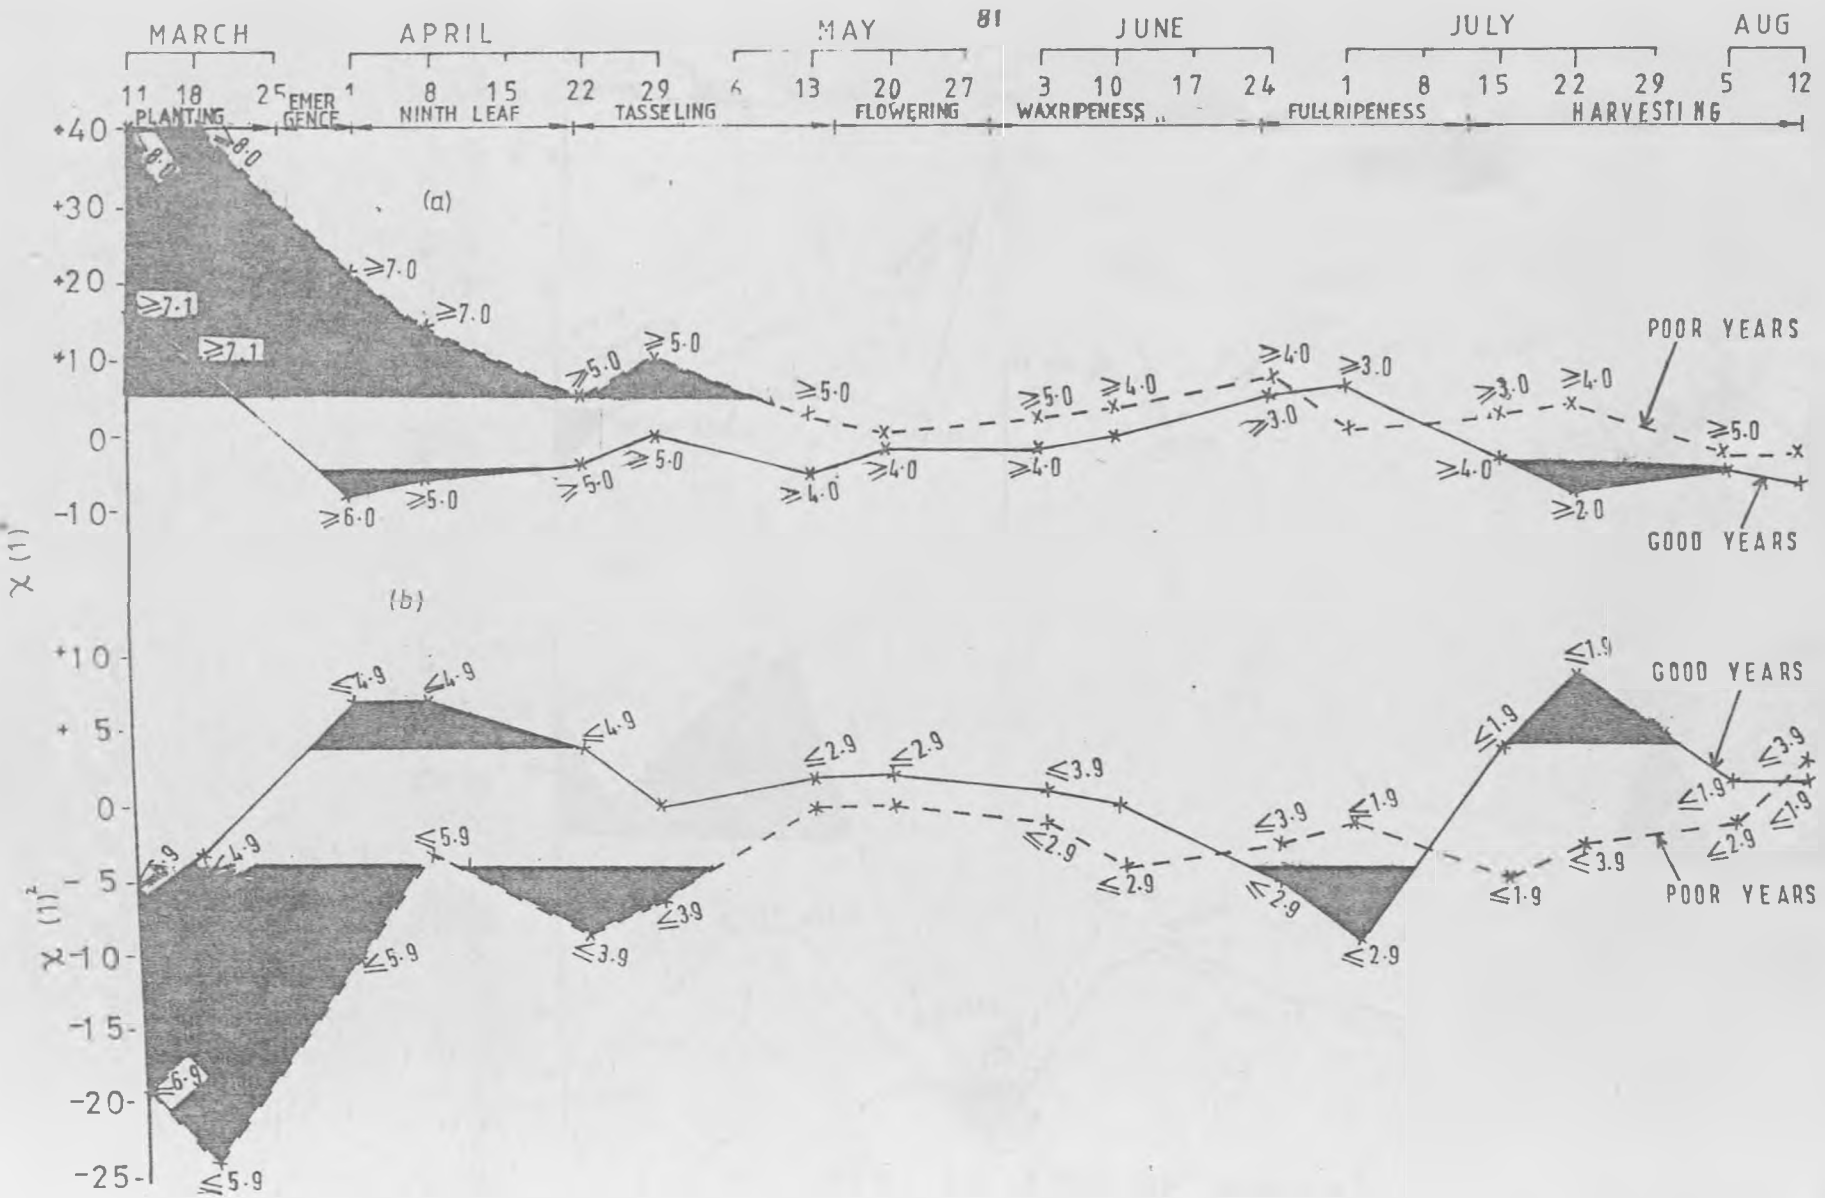 81
MARCH APRIL MAY JUNE JULY AUG
11 18 25 1 8 15 22 29 6 13 20 27 3 10 17 24 1 8 15 22 29 5 12
PLANTING EMER GENCE NINTH LEAF TASSELING FLOWERING WAXRIPENESS FULLRIPENESS HARVESTING
+40
≥8.0 ≥8.0
(a)
+30
≥7.0
+20
≥7.1 ≥7.0
≥7.1 ≥5.0 POOR YEARS
+10
≥5.0 ≥5.0 ≥5.0 ≥4.0 ≥4.0 ≥3.0 ≥3.0 ≥4.0
0
≥3.0 ≥5.0
≥6.0 ≥5.0 ≥5.0 ≥5.0 ≥4.0 ≥4.0 ≥4.0 ≥4.0 ≥2.0
-10
GOOD YEARS
χ (1)
(b)
+10
≤4.9 ≤4.9 ≤1.9 GOOD YEARS
+5
≤4.9 ≤2.9 ≤2.9 ≤3.9 ≤1.9 ≤3.9
0
≤4.9 ≤5.9 ≤2.9 ≤3.9 ≤1.9 ≤1.9 ≤1.9
-5
≤3.9 ≤2.9 ≤2.9 ≤1.9 ≤3.9 ≤2.9
POOR YEARS
χ (1)²
-10
≤5.9 ≤3.9 ≤2.9
-15
≤6.9
-20
-25
≤5.9